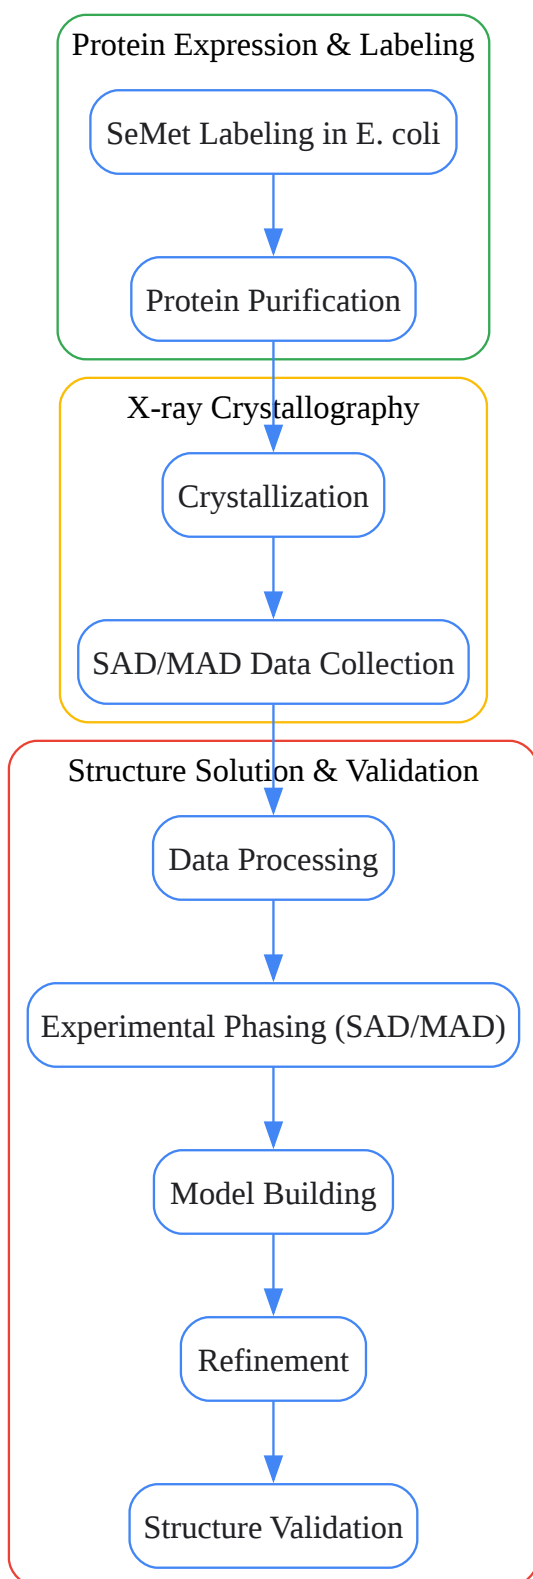 Protein Expression & Labeling
SeMet Labeling in E. coli
Protein Purification
X-ray Crystallography
Crystallization
SAD/MAD Data Collection
Structure Solution & Validation
Data Processing
Experimental Phasing (SAD/MAD)
Model Building
Refinement
Structure Validation